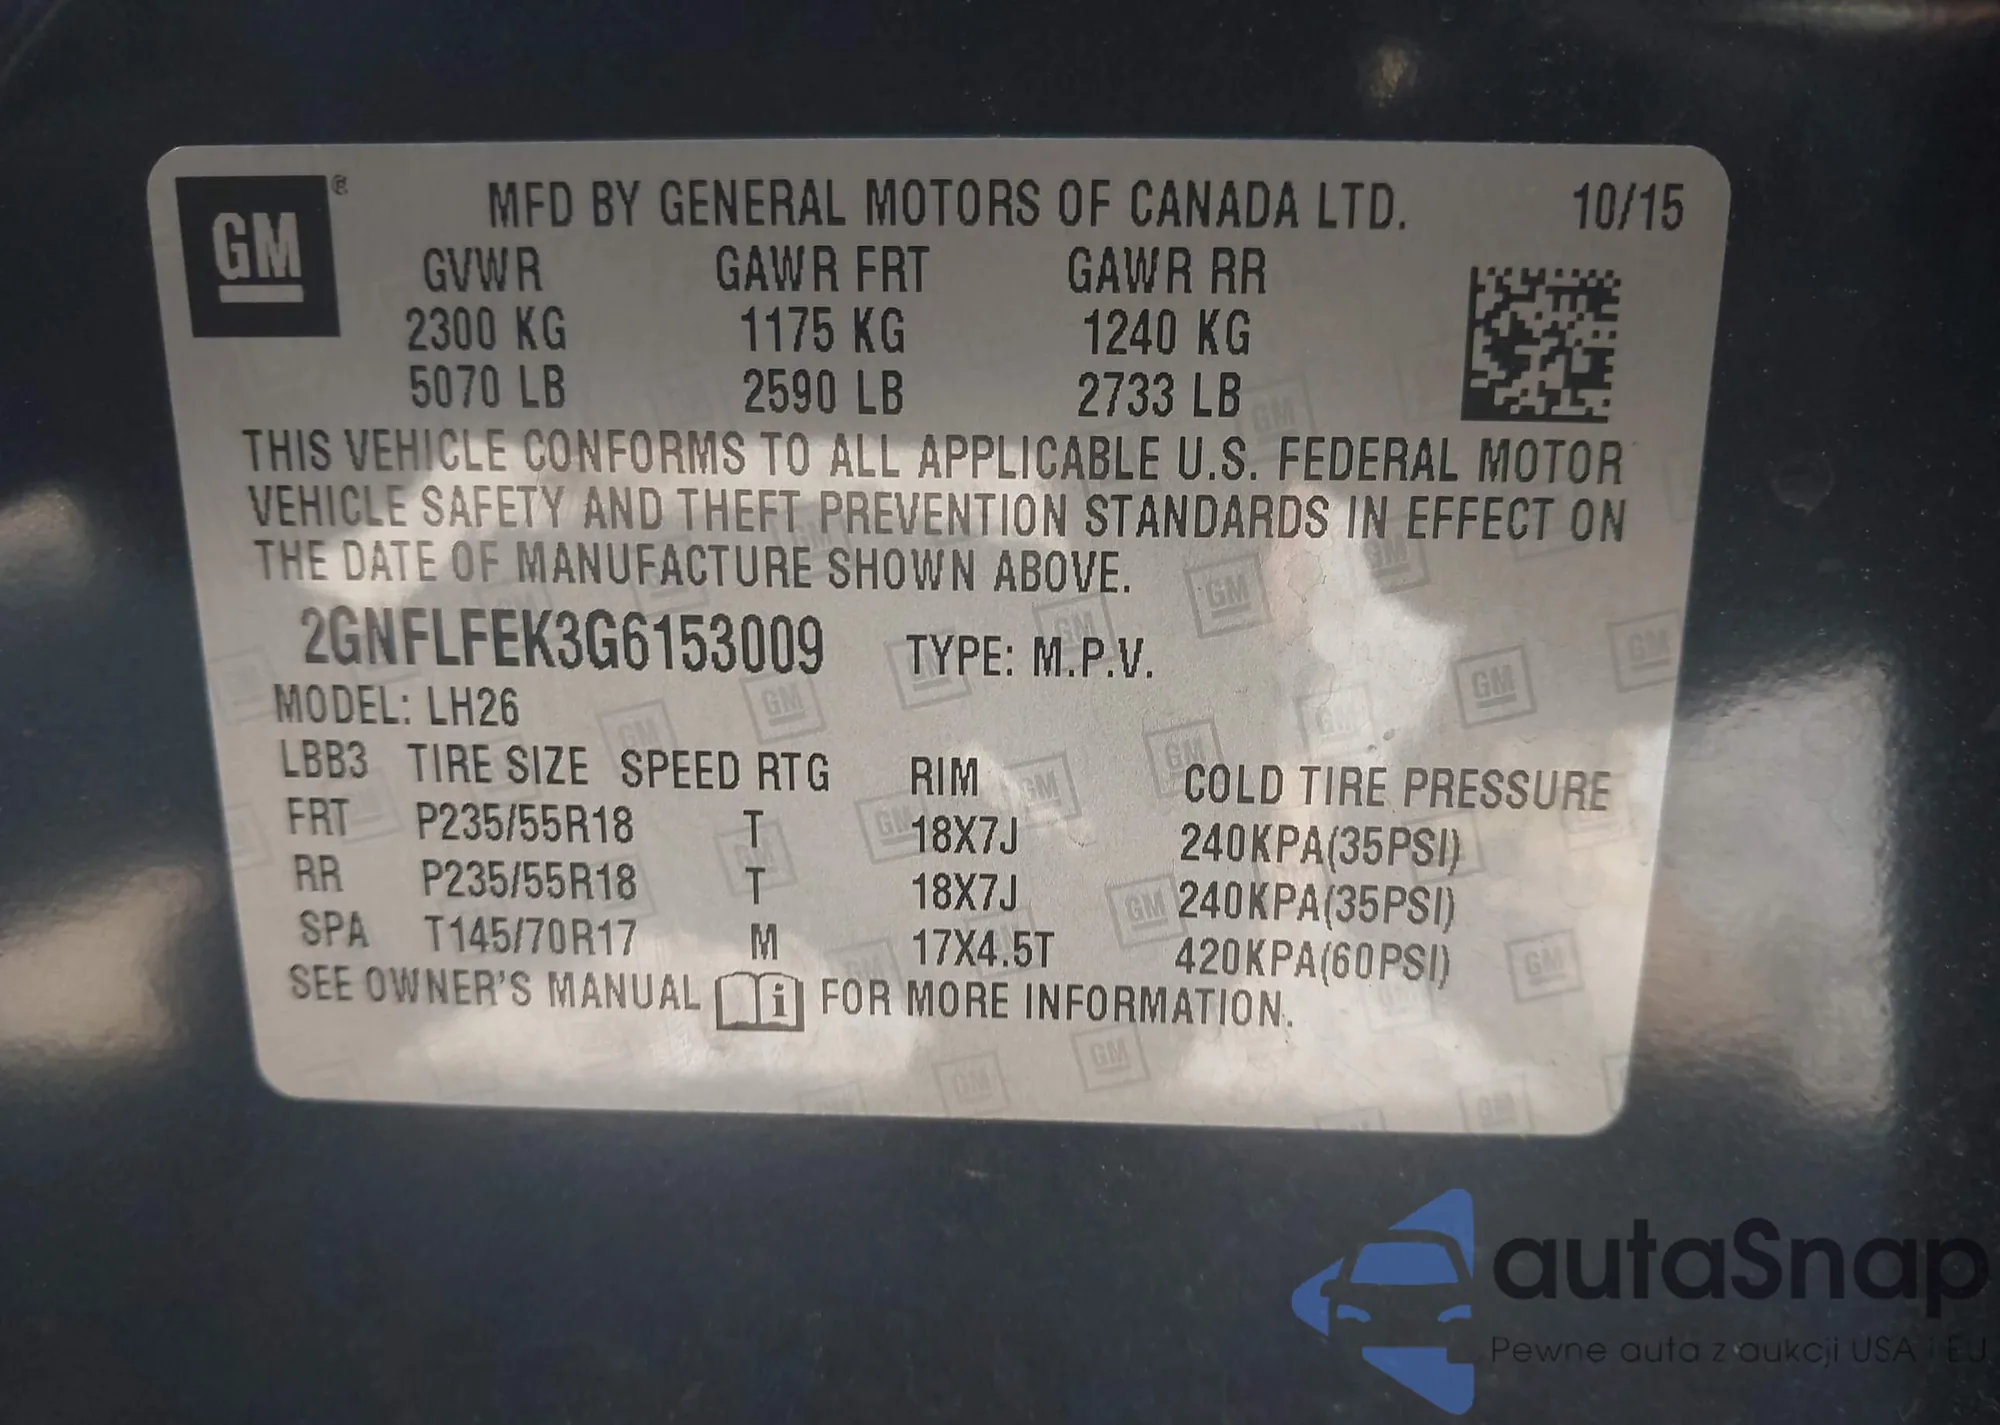 GM ®
MFD BY GENERAL MOTORS OF CANADA LTD. 10/15
GVWR GAWR FRT GAWR RR
2300 KG 1175 KG 1240 KG
5070 LB 2590 LB 2733 LB
THIS VEHICLE CONFORMS TO ALL APPLICABLE U.S. FEDERAL MOTOR
VEHICLE SAFETY AND THEFT PREVENTION STANDARDS IN EFFECT ON
THE DATE OF MANUFACTURE SHOWN ABOVE.
2GNFLFEK3G6153009 TYPE: M.P.V.
MODEL: LH26
LBB3 TIRE SIZE SPEED RTG RIM COLD TIRE PRESSURE
FRT P235/55R18 T 18X7J 240KPA(35PSI)
RR P235/55R18 T 18X7J 240KPA(35PSI)
SPA T145/70R17 M 17X4.5T 420KPA(60PSI)
SEE OWNER'S MANUAL i FOR MORE INFORMATION.
autaSnap
Pewne auta z aukcji USA i EU